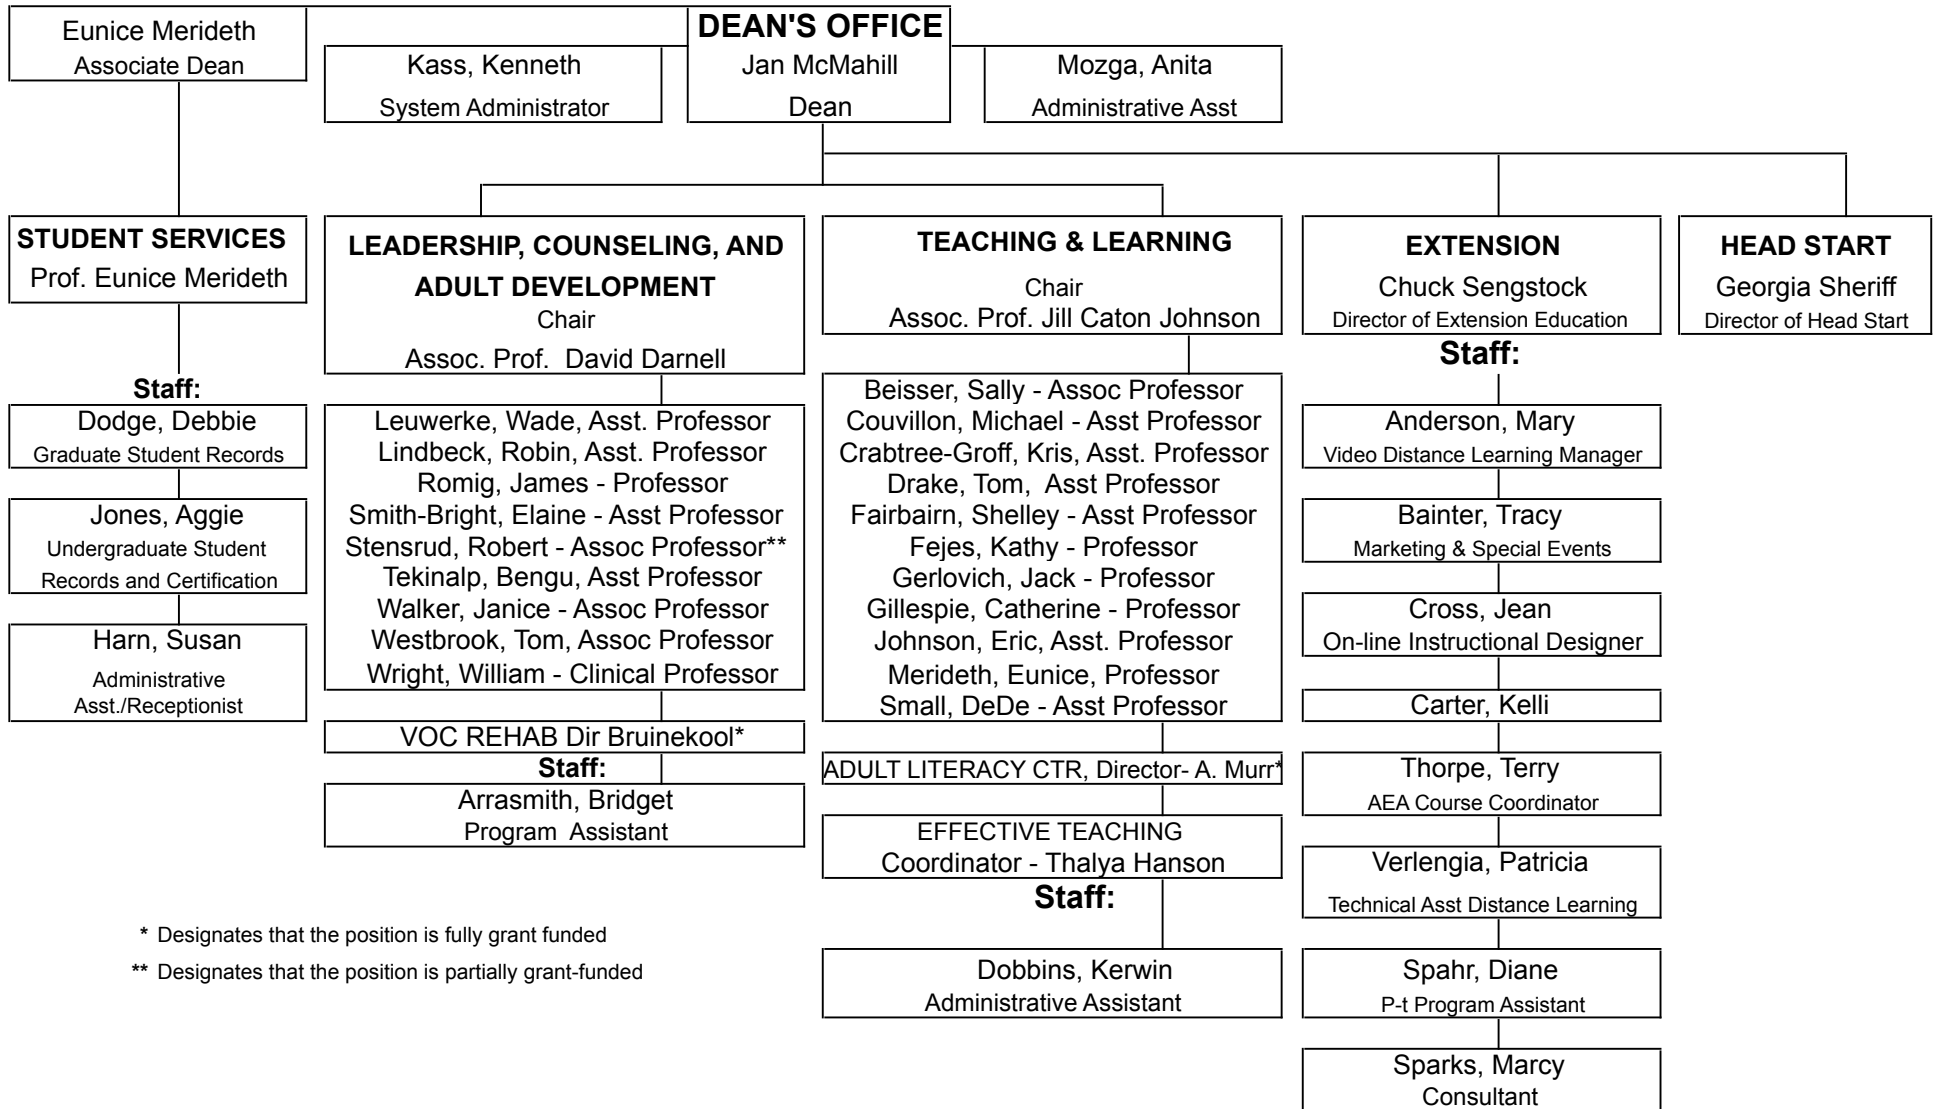 Eunice Merideth
Associate Dean
DEAN'S OFFICE
Jan McMahill
Dean
Kass, Kenneth
System Administrator
Mozga, Anita
Administrative Asst
STUDENT SERVICES
Prof. Eunice Merideth
Staff:
Dodge, Debbie
Graduate Student Records
Jones, Aggie
Undergraduate Student
Records and Certification
Harn, Susan
Administrative
Asst./Receptionist
LEADERSHIP, COUNSELING, AND
ADULT DEVELOPMENT
Chair
Assoc. Prof.  David Darnell
Leuwerke, Wade, Asst. Professor
Lindbeck, Robin, Asst. Professor
Romig, James - Professor
Smith-Bright, Elaine - Asst Professor
Stensrud, Robert - Assoc Professor**
Tekinalp, Bengu, Asst Professor
Walker, Janice - Assoc Professor
Westbrook, Tom, Assoc Professor
Wright, William - Clinical Professor
VOC REHAB Dir Bruinekool*
Staff:
Arrasmith, Bridget
Program  Assistant
TEACHING & LEARNING
Chair
Assoc. Prof. Jill Caton Johnson
Beisser, Sally - Assoc Professor
Couvillon, Michael - Asst Professor
Crabtree-Groff, Kris, Asst. Professor
Drake, Tom,  Asst Professor
Fairbairn, Shelley - Asst Professor
Fejes, Kathy - Professor
Gerlovich, Jack - Professor
Gillespie, Catherine - Professor
Johnson, Eric, Asst. Professor
Merideth, Eunice, Professor
Small, DeDe - Asst Professor
ADULT LITERACY CTR, Director- A. Murr*
EFFECTIVE TEACHING
Coordinator - Thalya Hanson
Staff:
Dobbins, Kerwin
Administrative Assistant
EXTENSION
Chuck Sengstock
Director of Extension Education
Staff:
Anderson, Mary
Video Distance Learning Manager
Bainter, Tracy
Marketing & Special Events
Cross, Jean
On-line Instructional Designer
Carter, Kelli
Thorpe, Terry
AEA Course Coordinator
Verlengia, Patricia
Technical Asst Distance Learning
Spahr, Diane
P-t Program Assistant
Sparks, Marcy
Consultant
HEAD START
Georgia Sheriff
Director of Head Start
* Designates that the position is fully grant funded
** Designates that the position is partially grant-funded